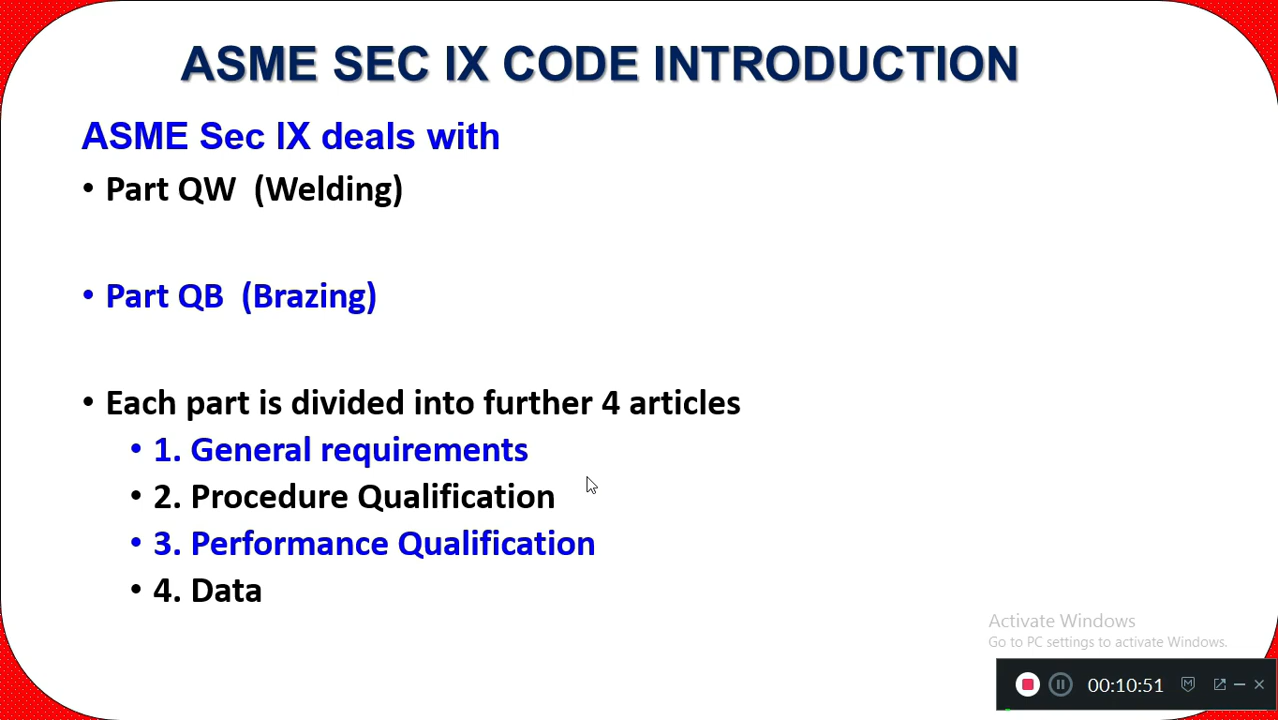 ASME SEC IX CODE INTRODUCTION
ASME Sec IX deals with
• Part QW (Welding)
• Part QB (Brazing)
• Each part is divided into further 4 articles
• 1. General requirements
• 2. Procedure Qualification
• 3. Performance Qualification
• 4. Data
Activate Windows
Go to PC settings to activate Windows.
00:10:51